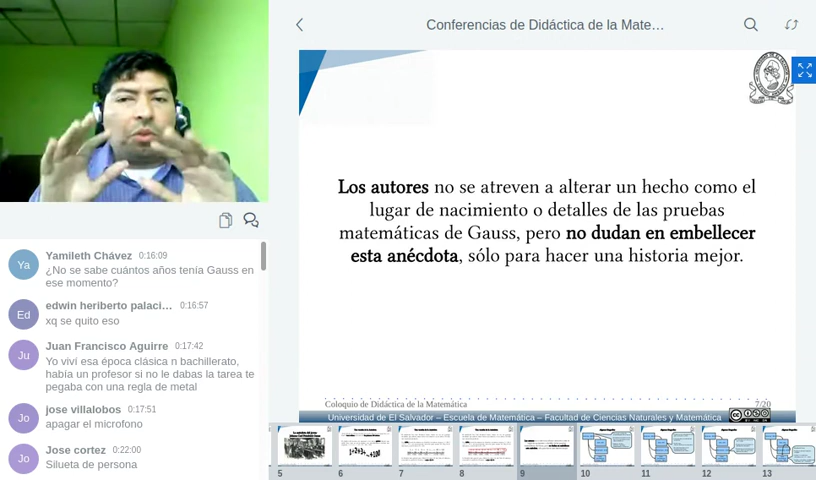 Conferencias de Didáctica de la Mate…
Los autores no se atreven a alterar un hecho como el
lugar de nacimiento o detalles de las pruebas
matemáticas de Gauss, pero no dudan en embellecer
esta anécdota, sólo para hacer una historia mejor.
Coloquio de Didáctica de la Matemática
7/20
Universidad de El Salvador – Escuela de Matemática – Facultad de Ciencias Naturales y Matemática
Ya
Yamileth Chávez 0:16:09
¿No se sabe cuántos años tenía Gauss en
ese momento?
Ed
edwin heriberto palaci… 0:16:57
xq se quito eso
Ju
Juan Francisco Aguirre 0:17:42
Yo viví esa época clásica n bachillerato,
había un profesor si no le dabas la tarea te
pegaba con una regla de metal
Jo
jose villalobos 0:17:51
apagar el microfono
Jo
Jose cortez 0:22:00
Silueta de persona
5
6
7
8
9
10
11
12
13